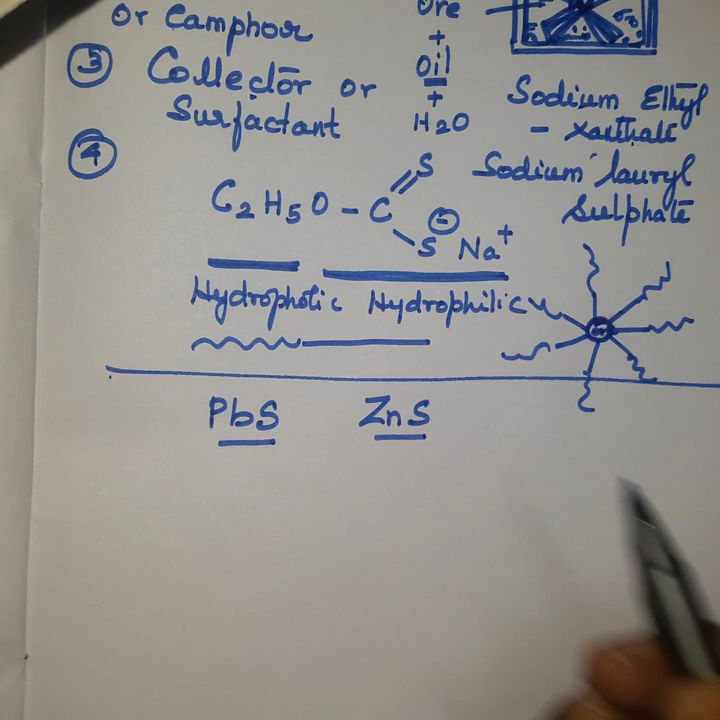 or Camphor
Ore
+
Oil
+
H2O
③ Collector or
Surfactant
Sodium Ethyl
- Xanthate
④
Sodium lauryl
Sulphate
C2H5O-C
S
S
-
Na+
Hydropholic Hydrophilic
PbS ZnS